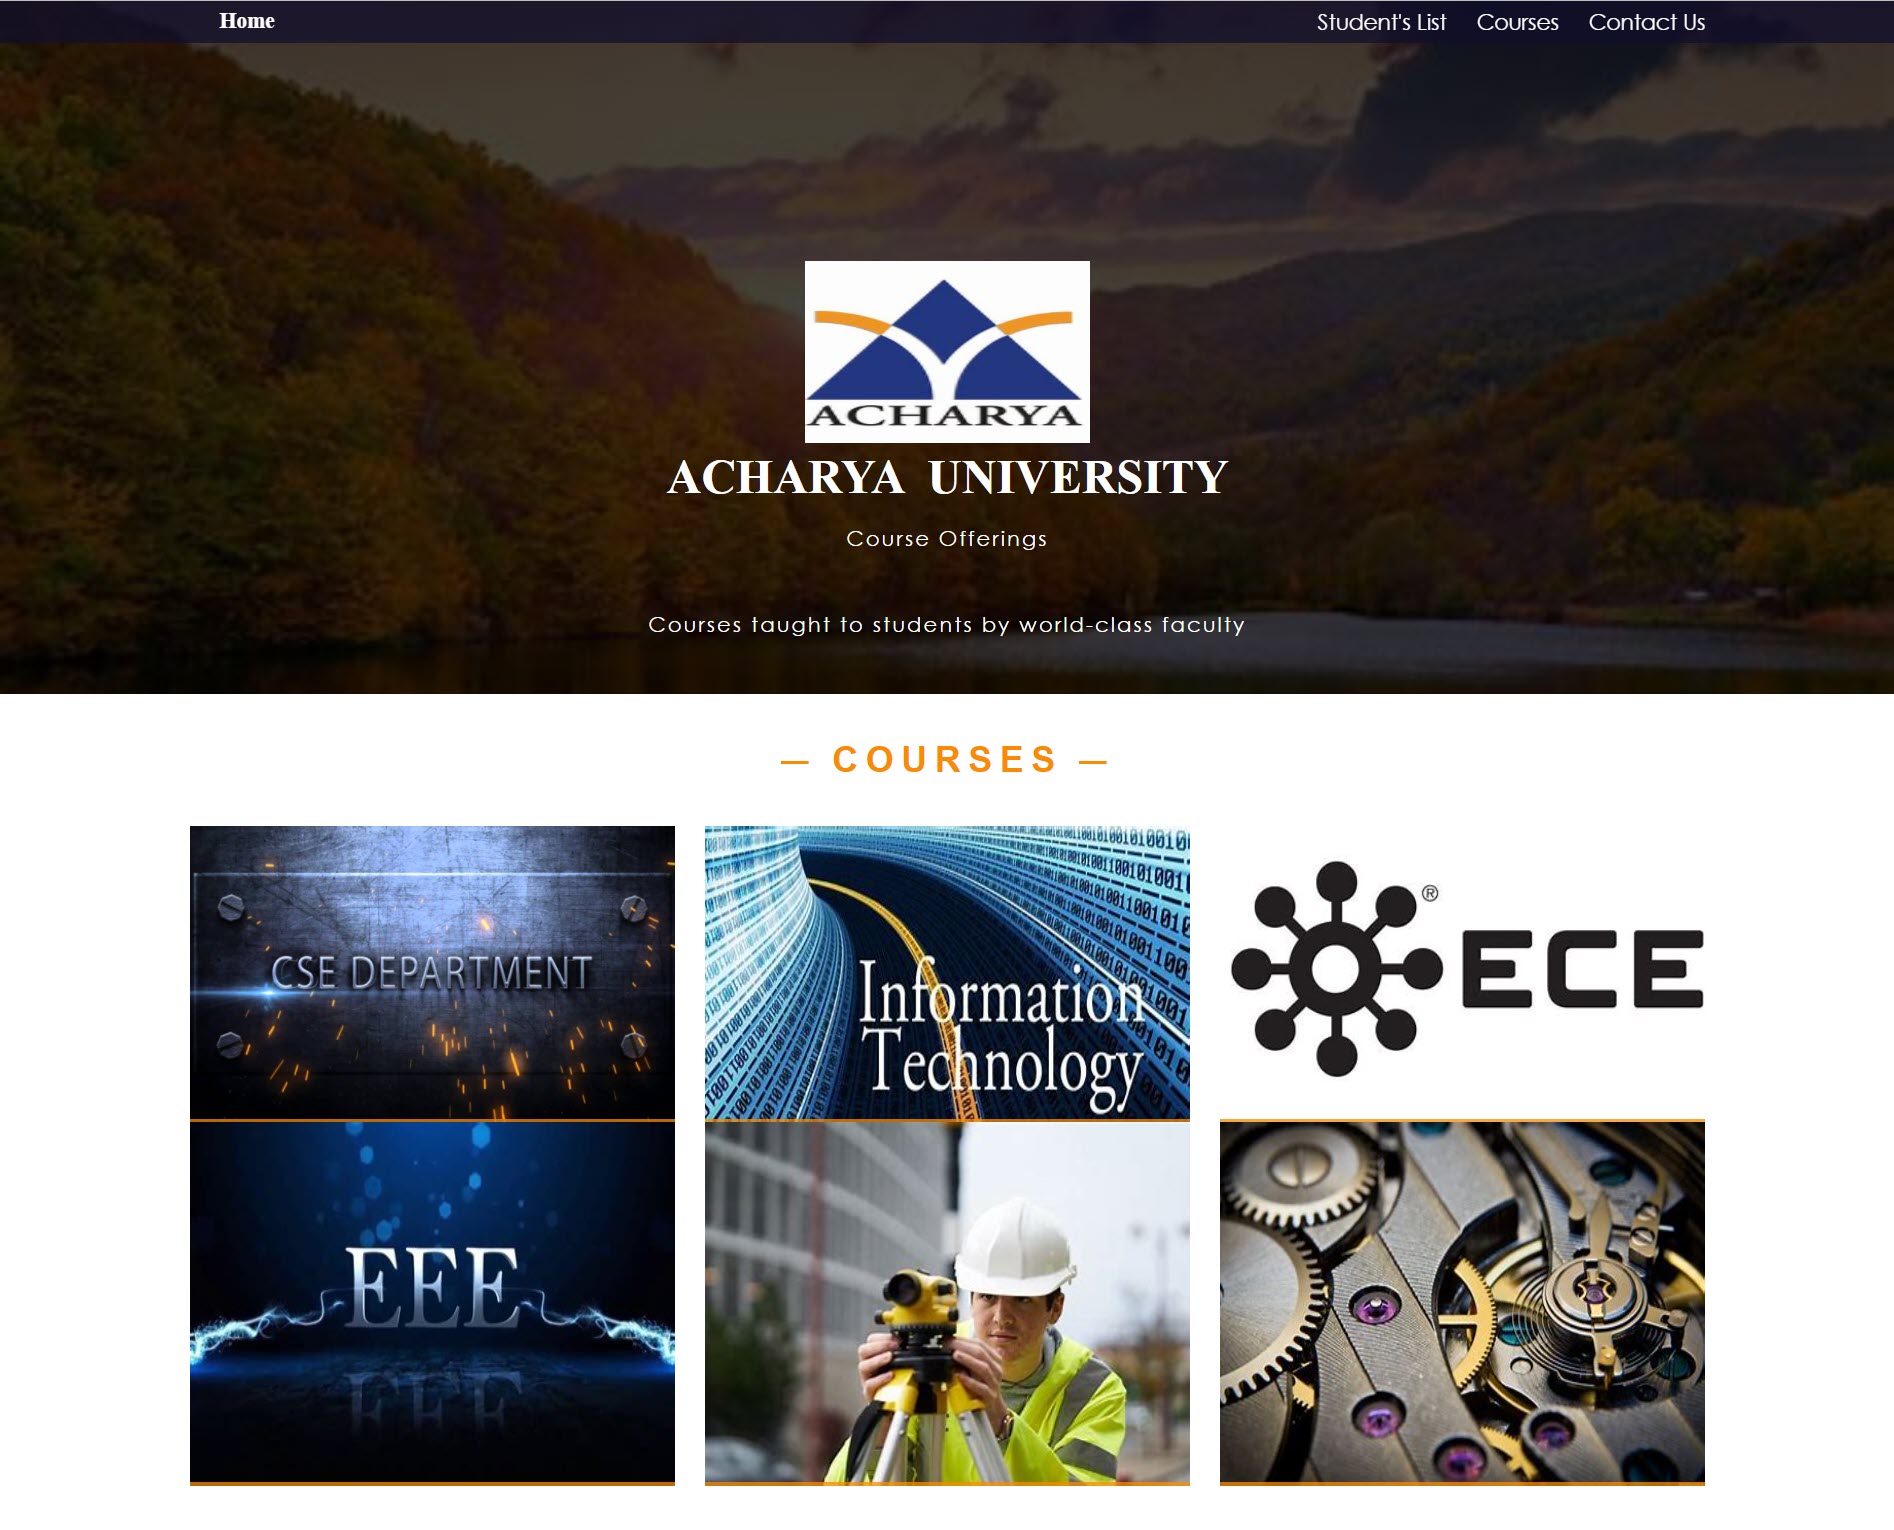 Home
Student's List
Courses
Contact Us
ACHARYA
ACHARYA UNIVERSITY
Course Offerings
Courses taught to students by world-class faculty
— COURSES —
CSE DEPARTMENT
Information
Technology
®
ECE
EEE